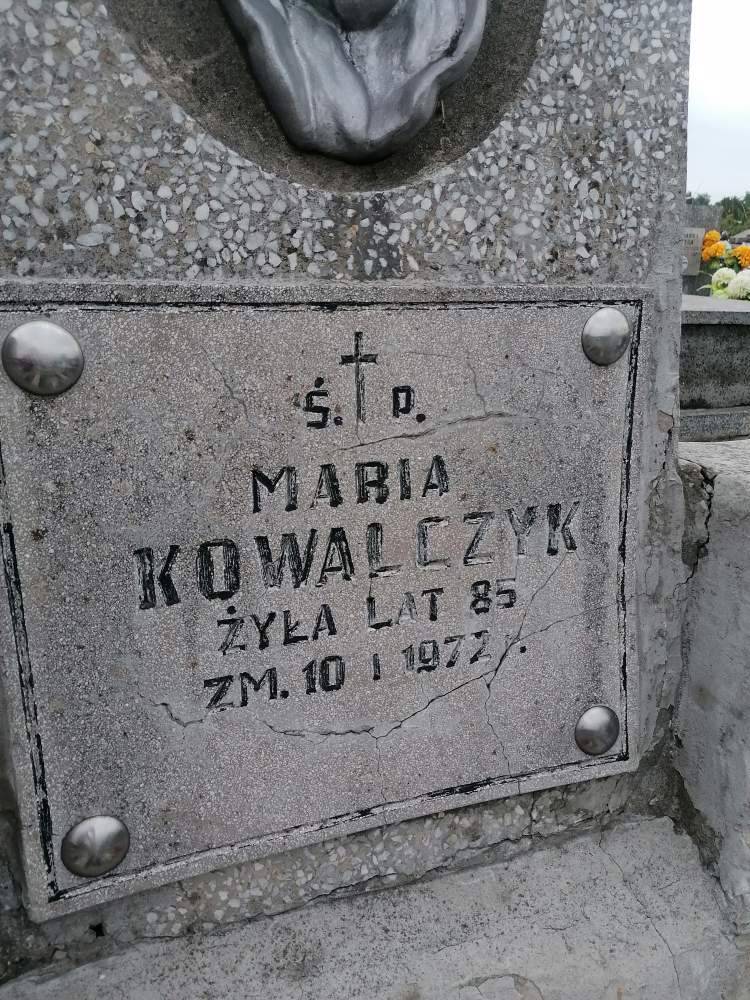 Ś. P.
MARIA
KOWALCZYK
ŻYŁA LAT 85
ZM. 10 I 1972 r.